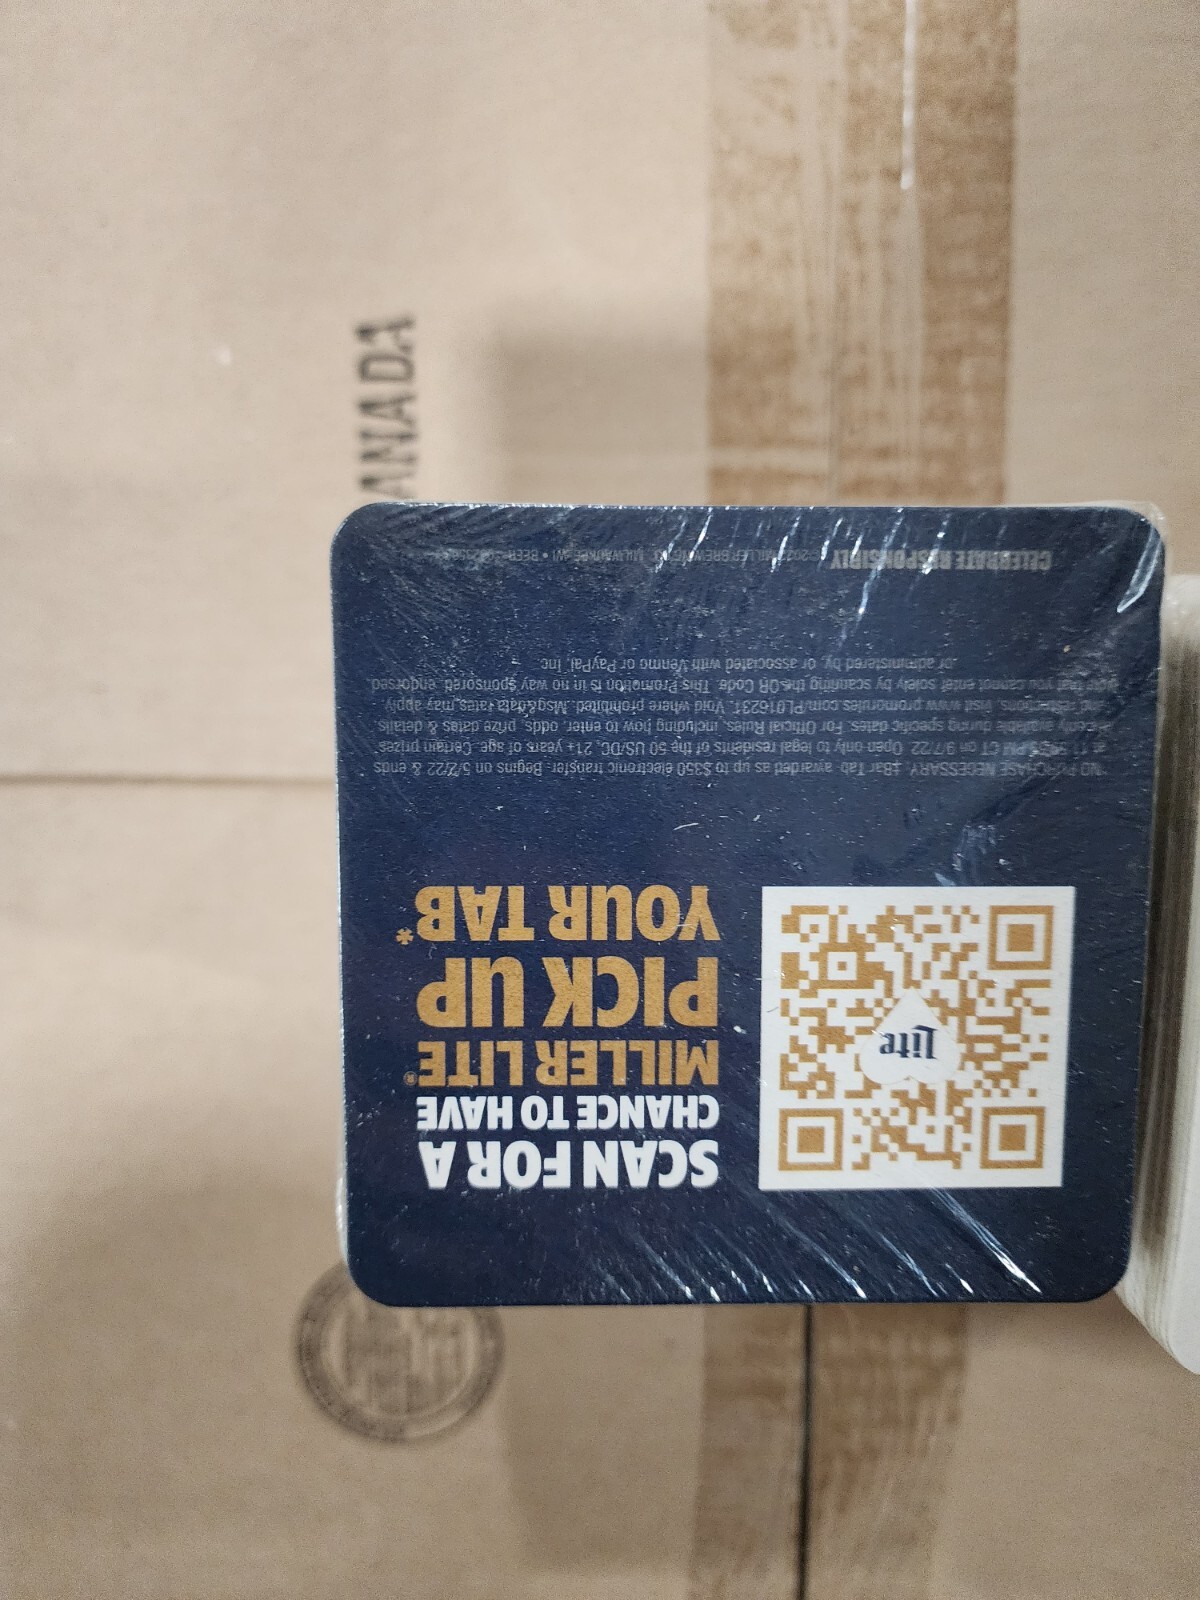 SCAN FOR A
CHANCE TO HAVE
MILLER LITE®
PICK UP
YOUR TAB*
Lite
*NO PURCHASE NECESSARY. ‡Bar Tab awarded as up to $350 electronic transfer. Begins on 5/2/22 & ends
at 11:59:59 PM CT on 9/7/22. Open only to legal residents of the 50 US/DC, 21+ years of age. Certain prizes
only available during specific dates. For Official Rules, including how to enter, odds, prize dates & details
and restrictions, visit www.promorules.com/PL016231. Void where prohibited. Msg&data rates may apply
that you cannot enter solely by scanning the QR Code. This Promotion is in no way sponsored, endorsed,
or administered by, or associated with Venmo or PayPal, Inc.
CELEBRATE RESPONSIBLY MILLER BREWING CO., MILWAUKEE, WI • BEER
ANADA